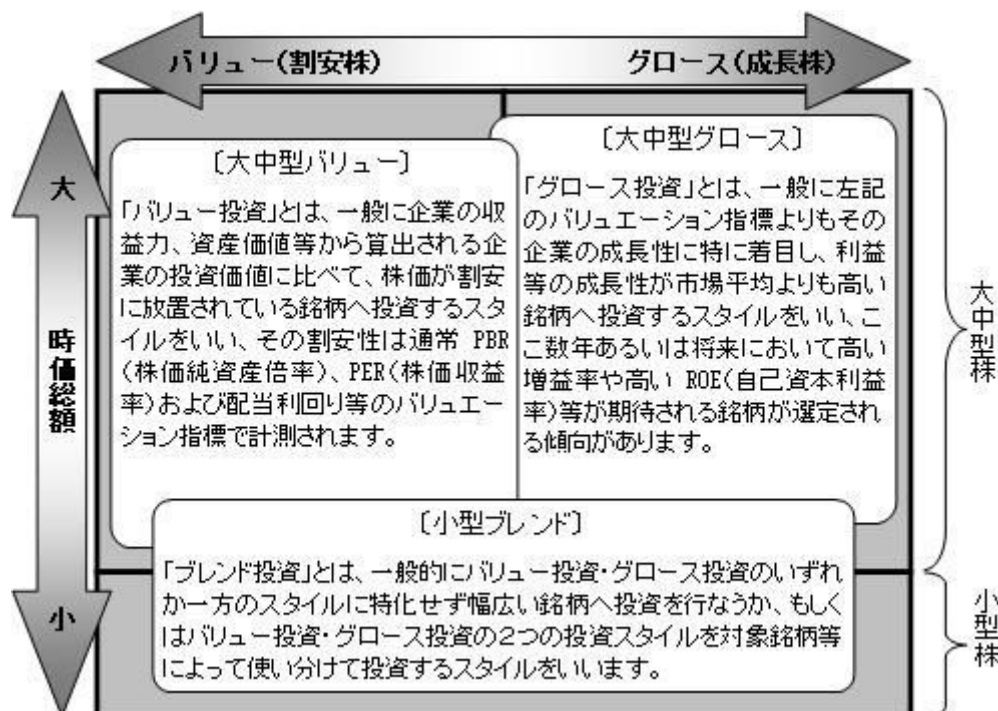 バリュー(割安株)
グロース(成長株)
大
時価総額
小
〔大中型バリュー〕
「バリュー投資」とは、一般に企業の収
益力、資産価値等から算出される企
業の投資価値に比べて、株価が割安
に放置されている銘柄へ投資するスタ
イルをいい、その割安性は通常 PBR
(株価純資産倍率)、PER(株価収益
率)および配当利回り等のバリュエー
ション指標で計測されます。
〔大中型グロース〕
「グロース投資」とは、一般に左記
のバリュエーション指標よりもその
企業の成長性に特に着目し、利益
等の成長性が市場平均よりも高い
銘柄へ投資するスタイルをいい、こ
こ数年あるいは将来において高い
増益率や高い ROE(自己資本利益
率)等が期待される銘柄が選定され
る傾向があります。
〔小型ブレンド〕
「ブレンド投資」とは、一般的にバリュー投資・グロース投資のいずれ
か一方のスタイルに特化せず幅広い銘柄へ投資を行なうか、もしく
はバリュー投資・グロース投資の2つの投資スタイルを対象銘柄等
によって使い分けて投資するスタイルをいいます。
大中型株
小型株